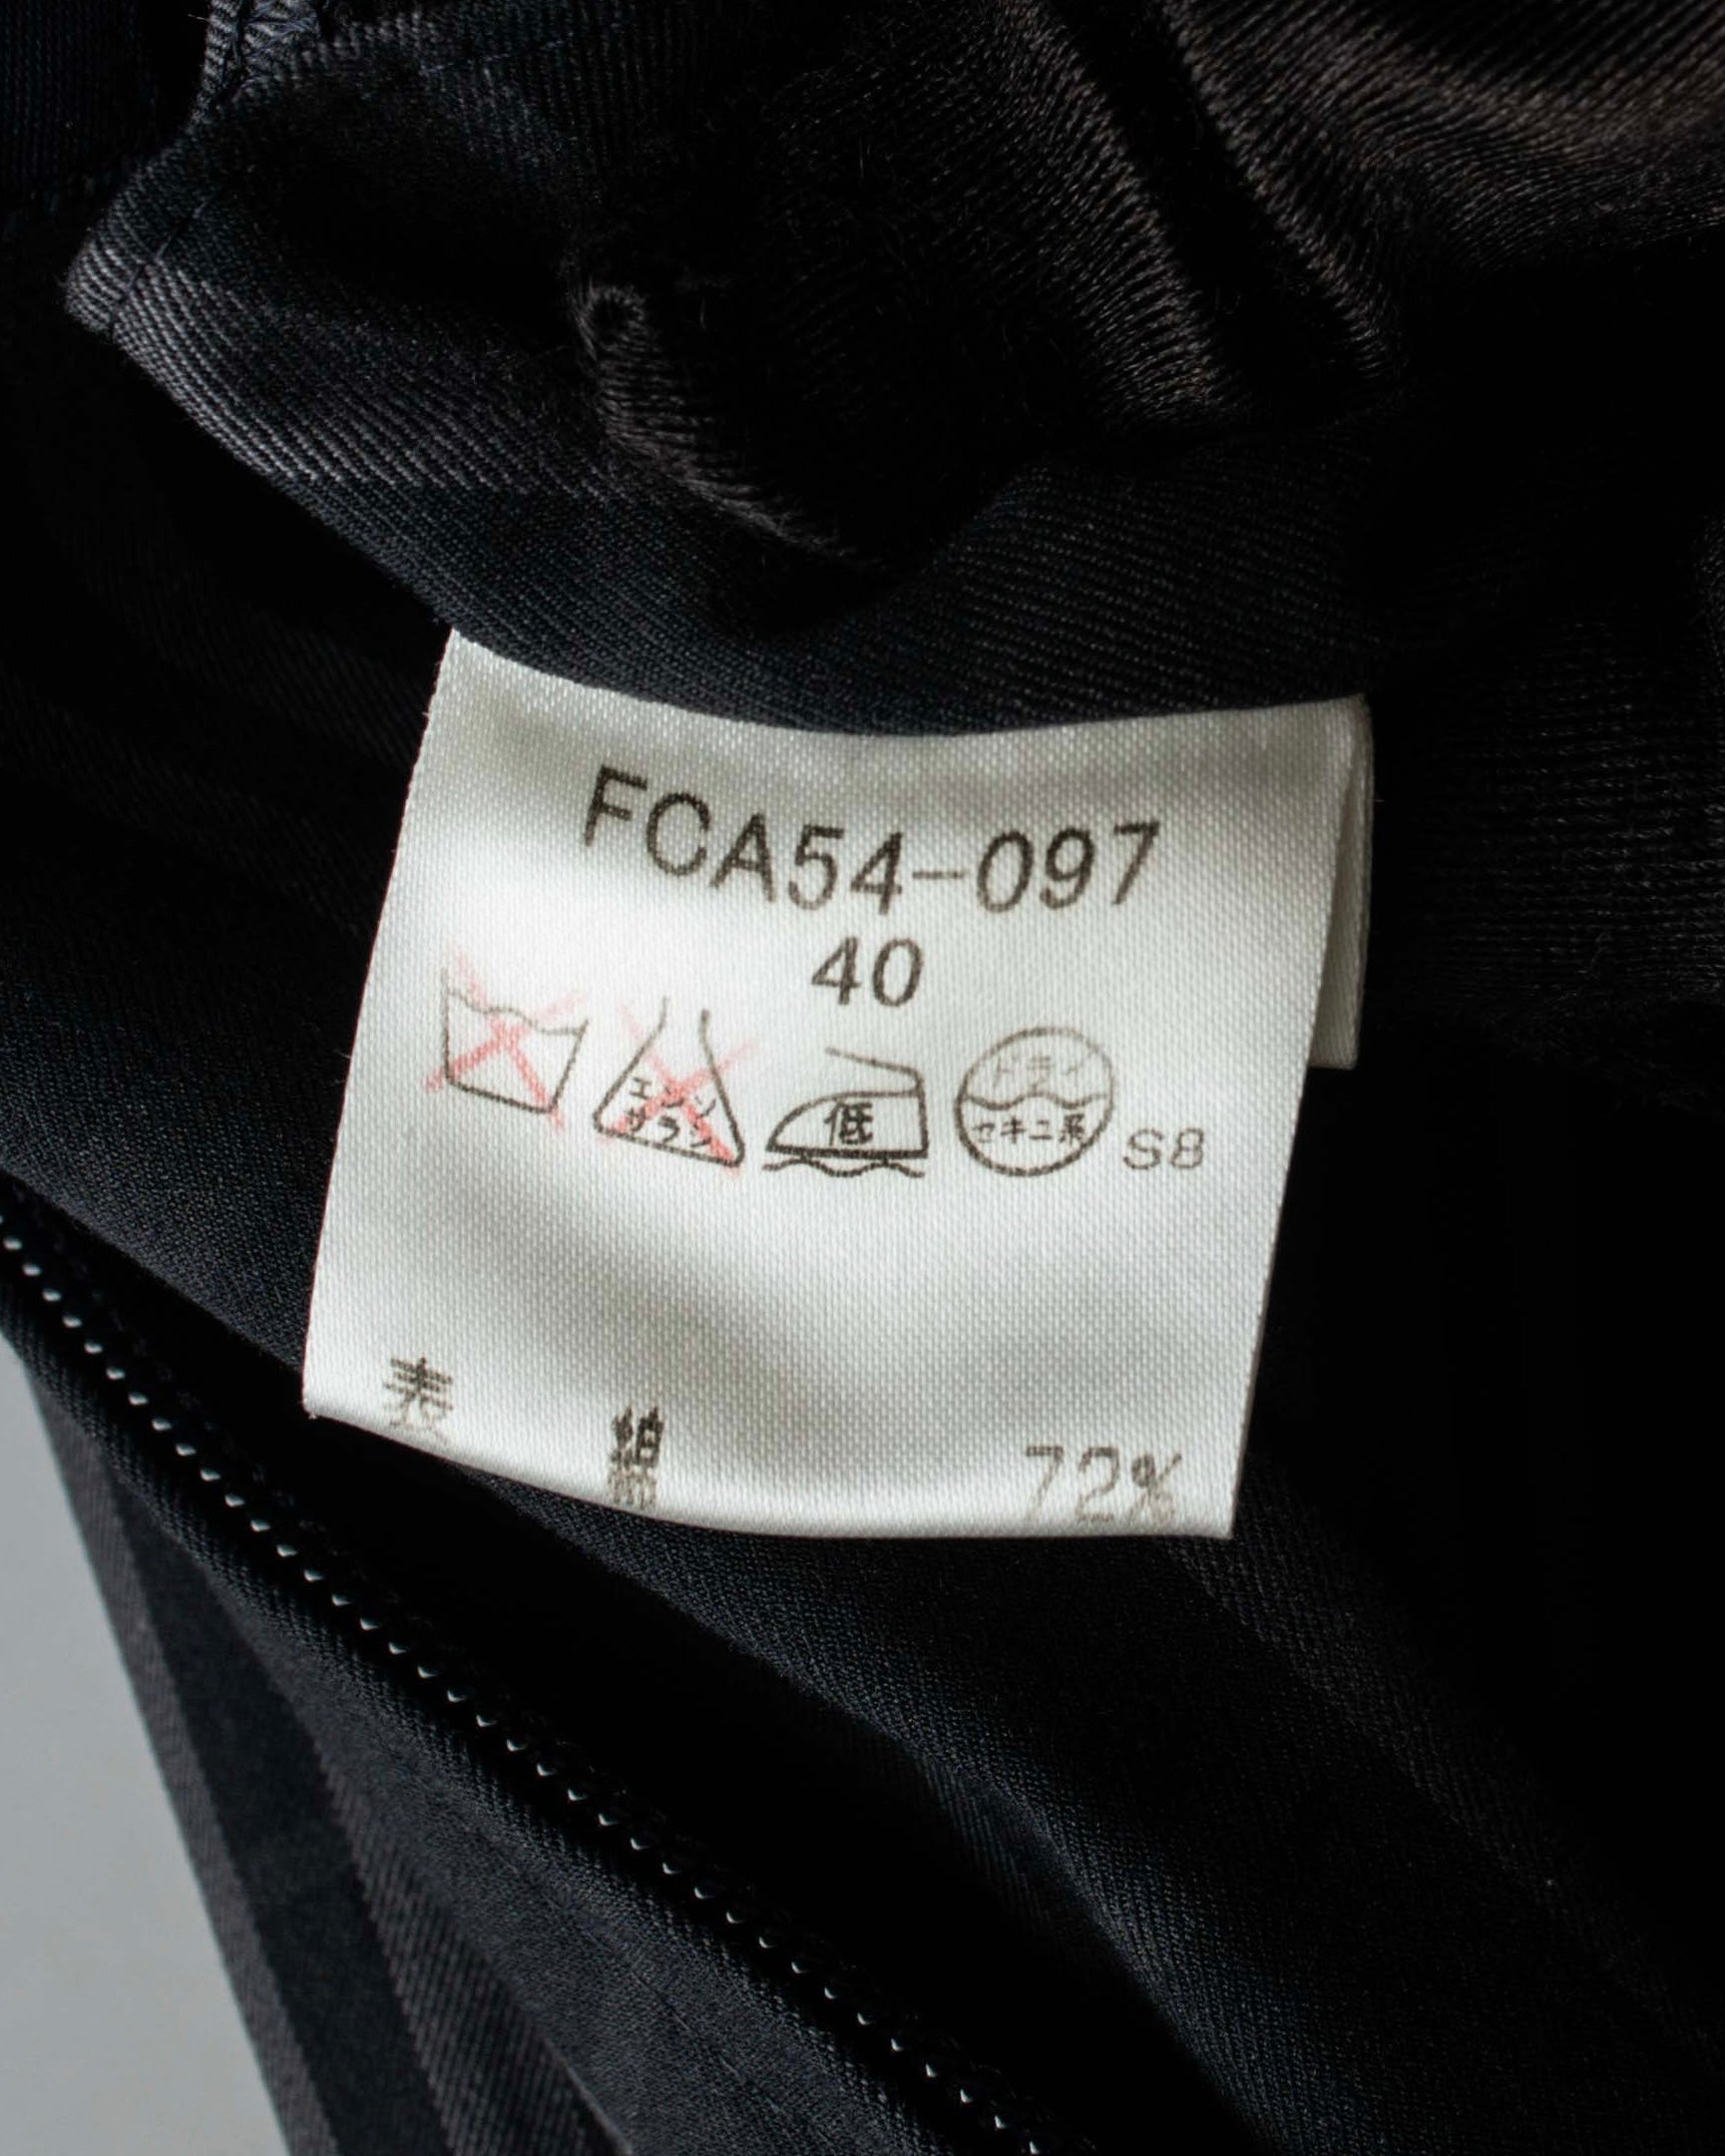 FCA54-097
40
エンソ
サラシ
低
ドライ
セキユ系
S8
表 綿 72%